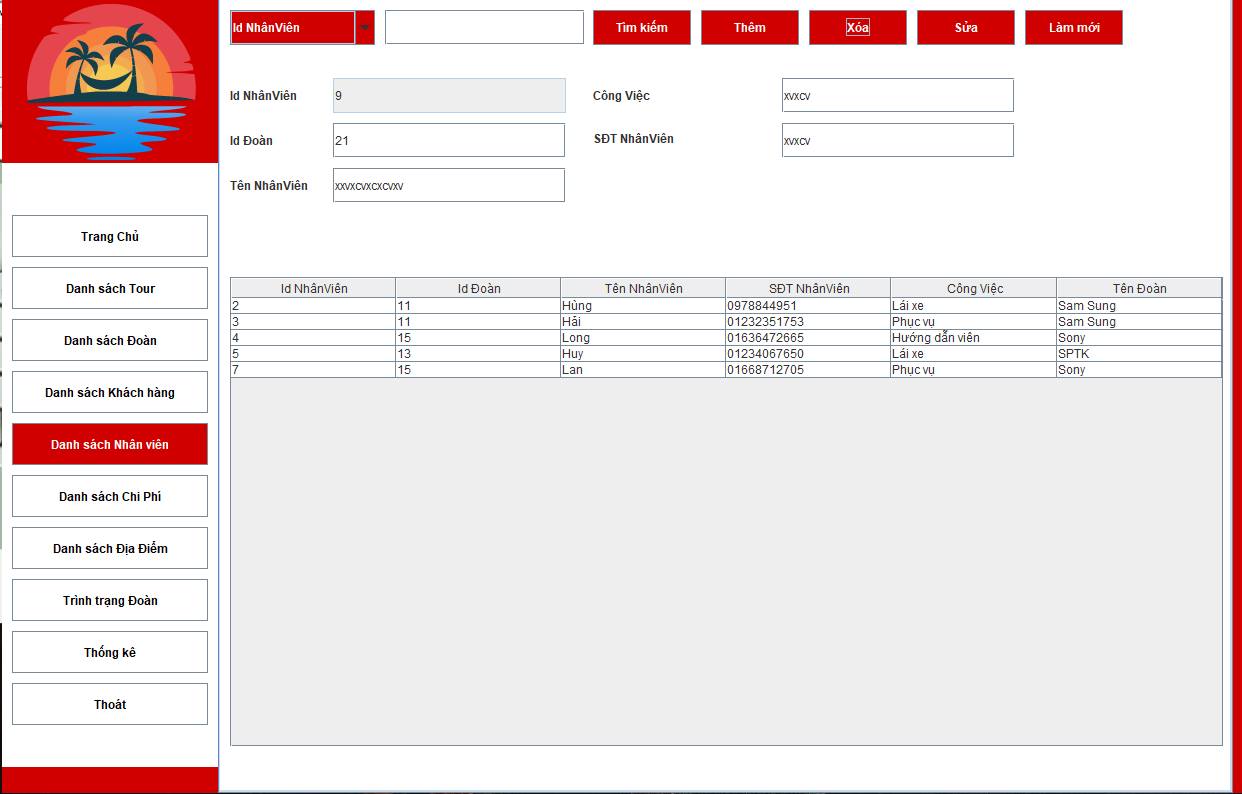 Id NhânViên Tìm kiếm Thêm Xóa Sửa Làm mới
Id NhânViên 9 Công Việc xvxcv
Id Đoàn 21 SĐT NhânViên xvxcv
Tên NhânViên xxvxcvxcxcvxv
Trang Chủ
Danh sách Tour
Danh sách Đoàn
Danh sách Khách hàng
Danh sách Nhân viên
Danh sách Chi Phí
Danh sách Địa Điểm
Trình trạng Đoàn
Thống kê
Thoát
Id NhânViên Id Đoàn Tên NhânViên SĐT NhânViên Công Việc Tên Đoàn
2 11 Hùng 0978844951 Lái xe Sam Sung
3 11 Hải 01232351753 Phục vụ Sam Sung
4 15 Long 01636472665 Hướng dẫn viên Sony
5 13 Huy 01234067650 Lái xe SPTK
7 15 Lan 01668712705 Phục vụ Sony